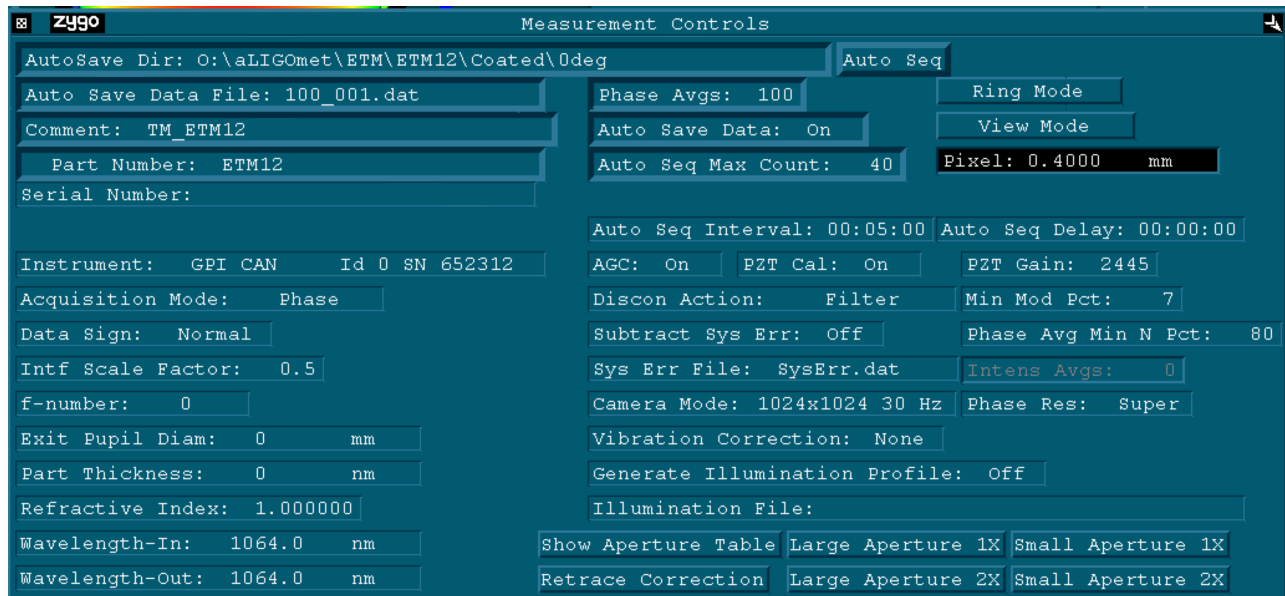 zygo Measurement Controls
AutoSave Dir: O:\aLIGOmet\ETM\ETM12\Coated\0deg Auto Seq
Auto Save Data File: 100_001.dat Phase Avgs: 100 Ring Mode
Comment: TM_ETM12 Auto Save Data: On View Mode
Part Number: ETM12 Auto Seq Max Count: 40 Pixel: 0.4000 mm
Serial Number:
Auto Seq Interval: 00:05:00 Auto Seq Delay: 00:00:00
Instrument: GPI CAN Id 0 SN 652312 AGC: On PZT Cal: On PZT Gain: 2445
Acquisition Mode: Phase Discon Action: Filter Min Mod Pct: 7
Data Sign: Normal Subtract Sys Err: Off Phase Avg Min N Pct: 80
Intf Scale Factor: 0.5 Sys Err File: SysErr.dat Intens Avgs: 0
f-number: 0 Camera Mode: 1024x1024 30 Hz Phase Res: Super
Exit Pupil Diam: 0 mm Vibration Correction: None
Part Thickness: 0 nm Generate Illumination Profile: Off
Refractive Index: 1.000000 Illumination File:
Wavelength-In: 1064.0 nm Show Aperture Table Large Aperture 1X Small Aperture 1X
Wavelength-Out: 1064.0 nm Retrace Correction Large Aperture 2X Small Aperture 2X